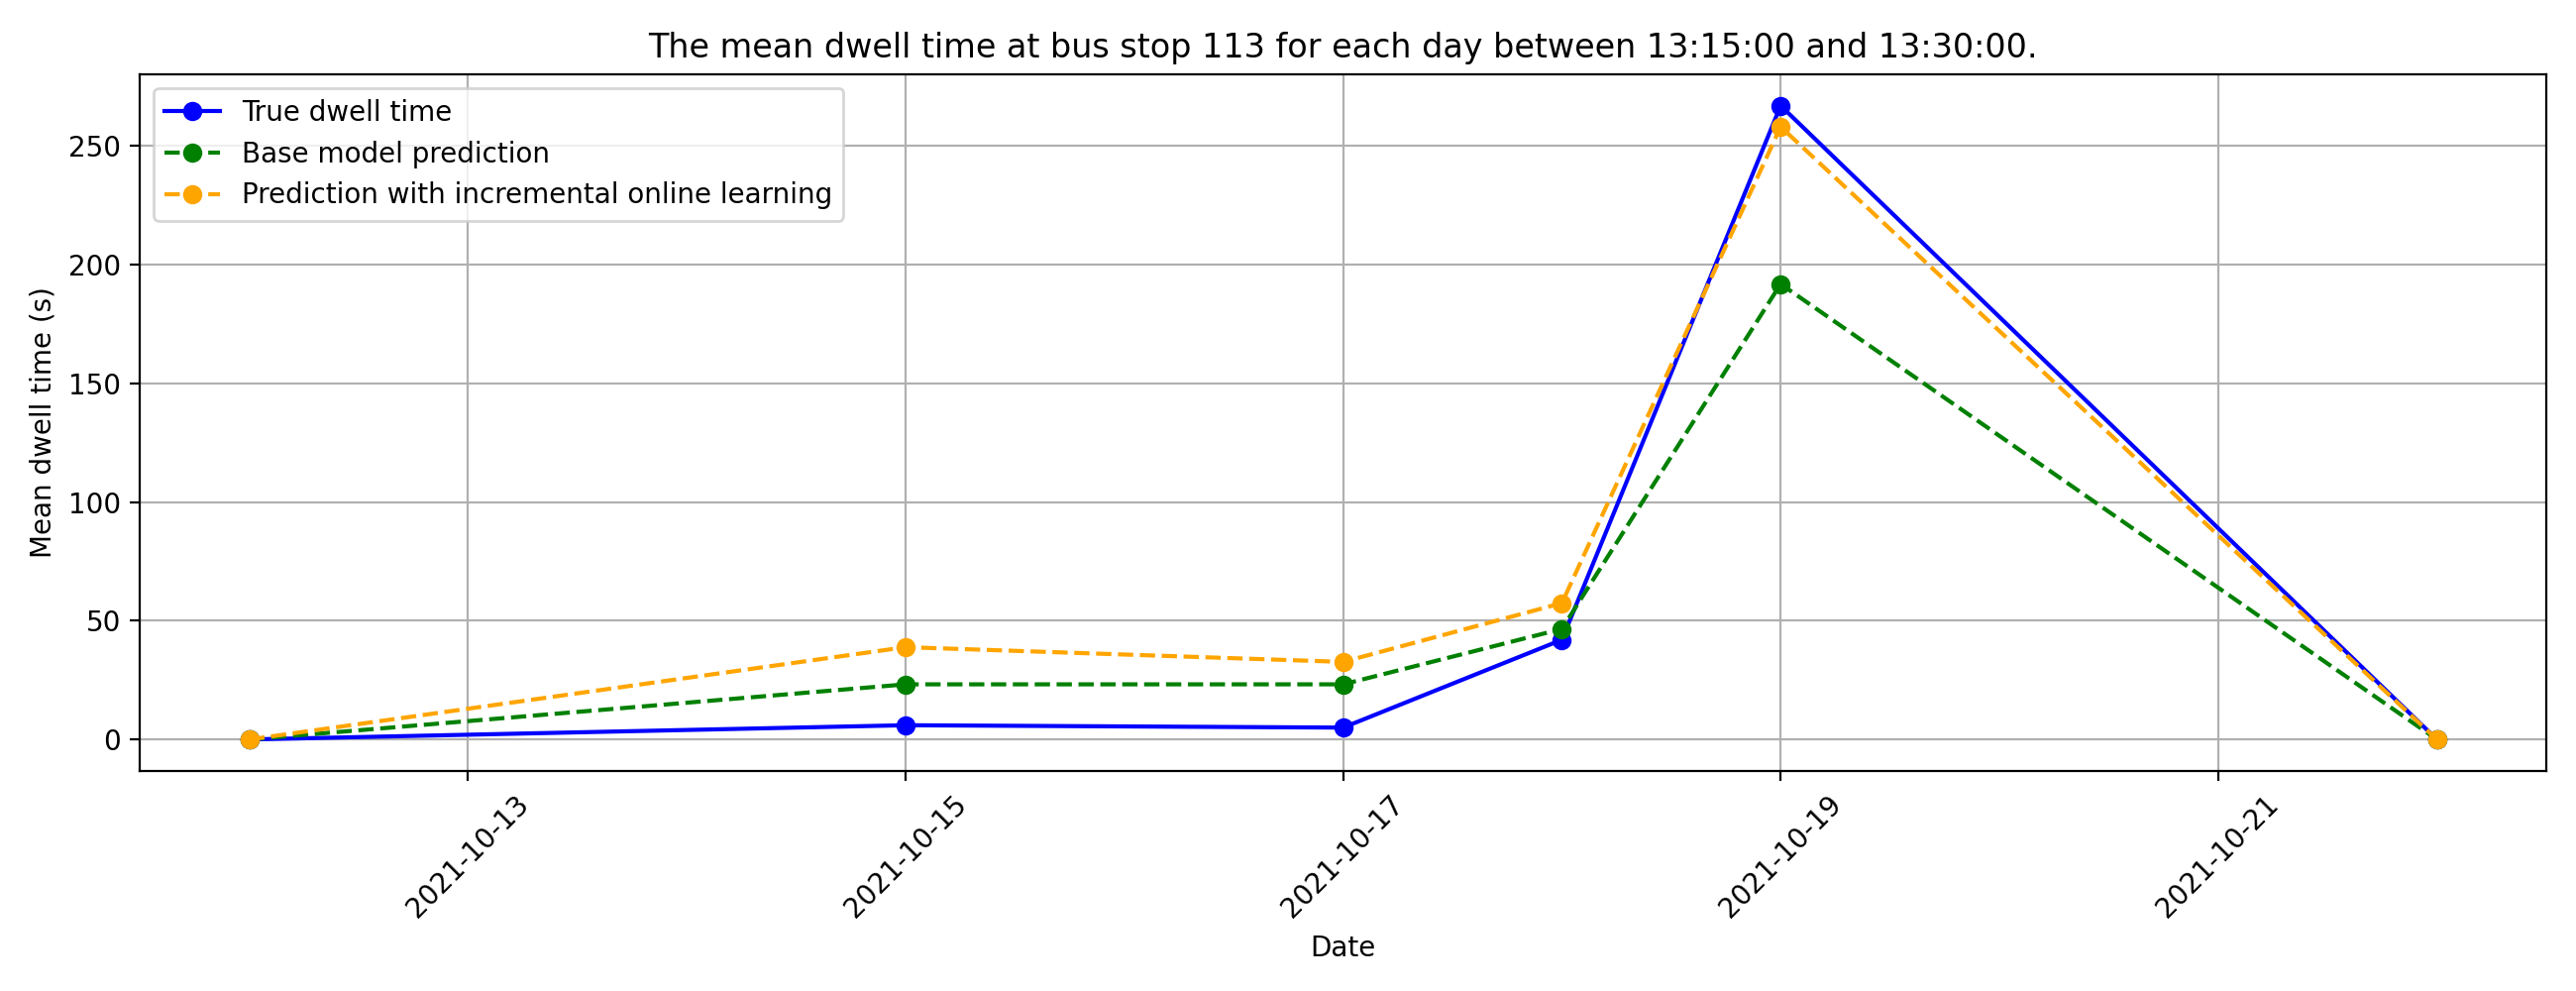 The mean dwell time at bus stop 113 for each day between 13:15:00 and 13:30:00.
True dwell time
Base model prediction
Prediction with incremental online learning
Mean dwell time (s)
250
200
150
100
50
0
2021-10-13
2021-10-15
2021-10-17
2021-10-19
2021-10-21
Date